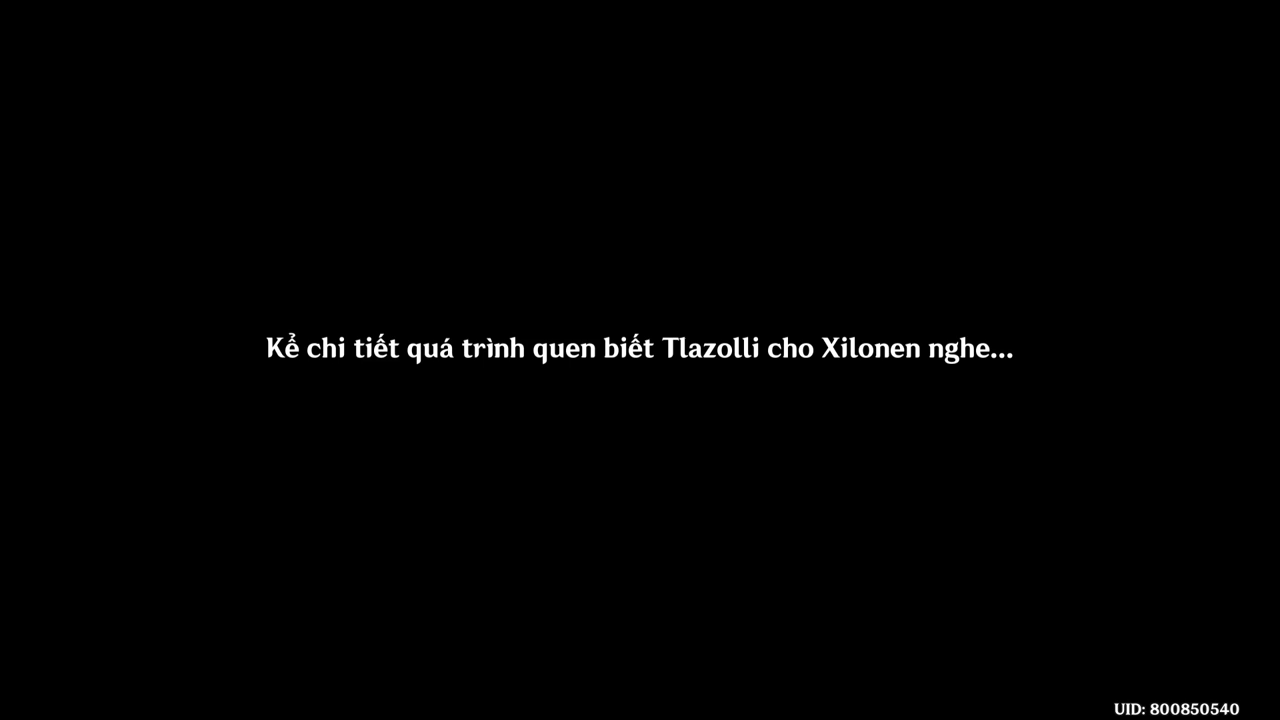 Kể chi tiết quá trình quen biết Tlazolli cho Xilonen nghe...
UID: 800850540